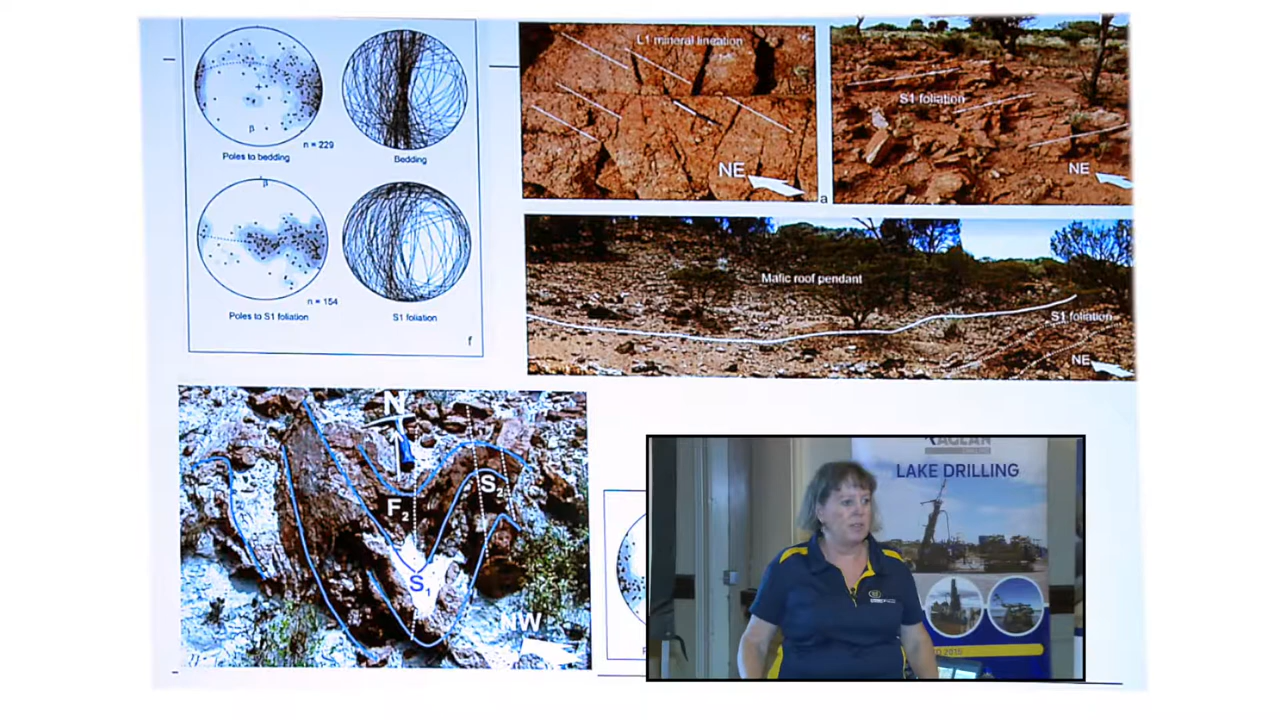 β
n = 229
Poles to bedding
Bedding
β
n = 154
Poles to S1 foliation
S1 foliation
f
L1 mineral lineation
NE
a
S1 foliation
NE
Mafic roof pendant
S1 foliation
NE
N
F2
S2
S1
NW
LAKE DRILLING